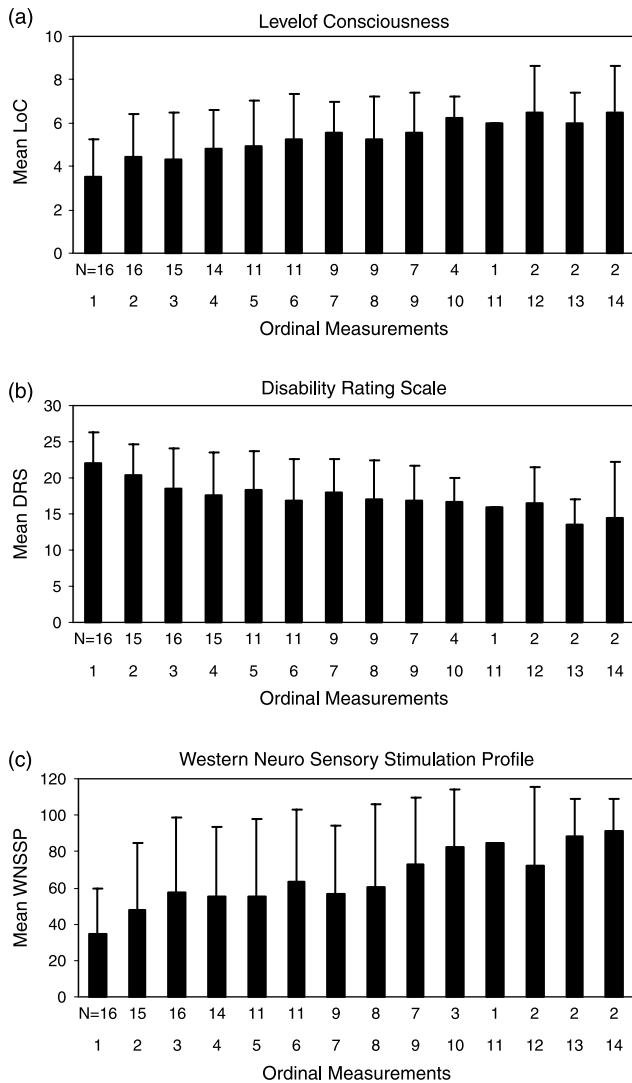 (a)
Levelof Consciousness
10
8
6
4
2
0
Mean LoC
N=16 16 15 14 11 11 9 9 7 4 1 2 2 2
1 2 3 4 5 6 7 8 9 10 11 12 13 14
Ordinal Measurements
(b)
Disability Rating Scale
30
25
20
15
10
5
0
Mean DRS
N=16 15 16 15 11 11 9 9 7 4 1 2 2 2
1 2 3 4 5 6 7 8 9 10 11 12 13 14
Ordinal Measurements
(c)
Western Neuro Sensory Stimulation Profile
120
100
80
60
40
20
0
Mean WNSSP
N=16 15 16 14 11 11 9 8 7 3 1 2 2 2
1 2 3 4 5 6 7 8 9 10 11 12 13 14
Ordinal Measurements